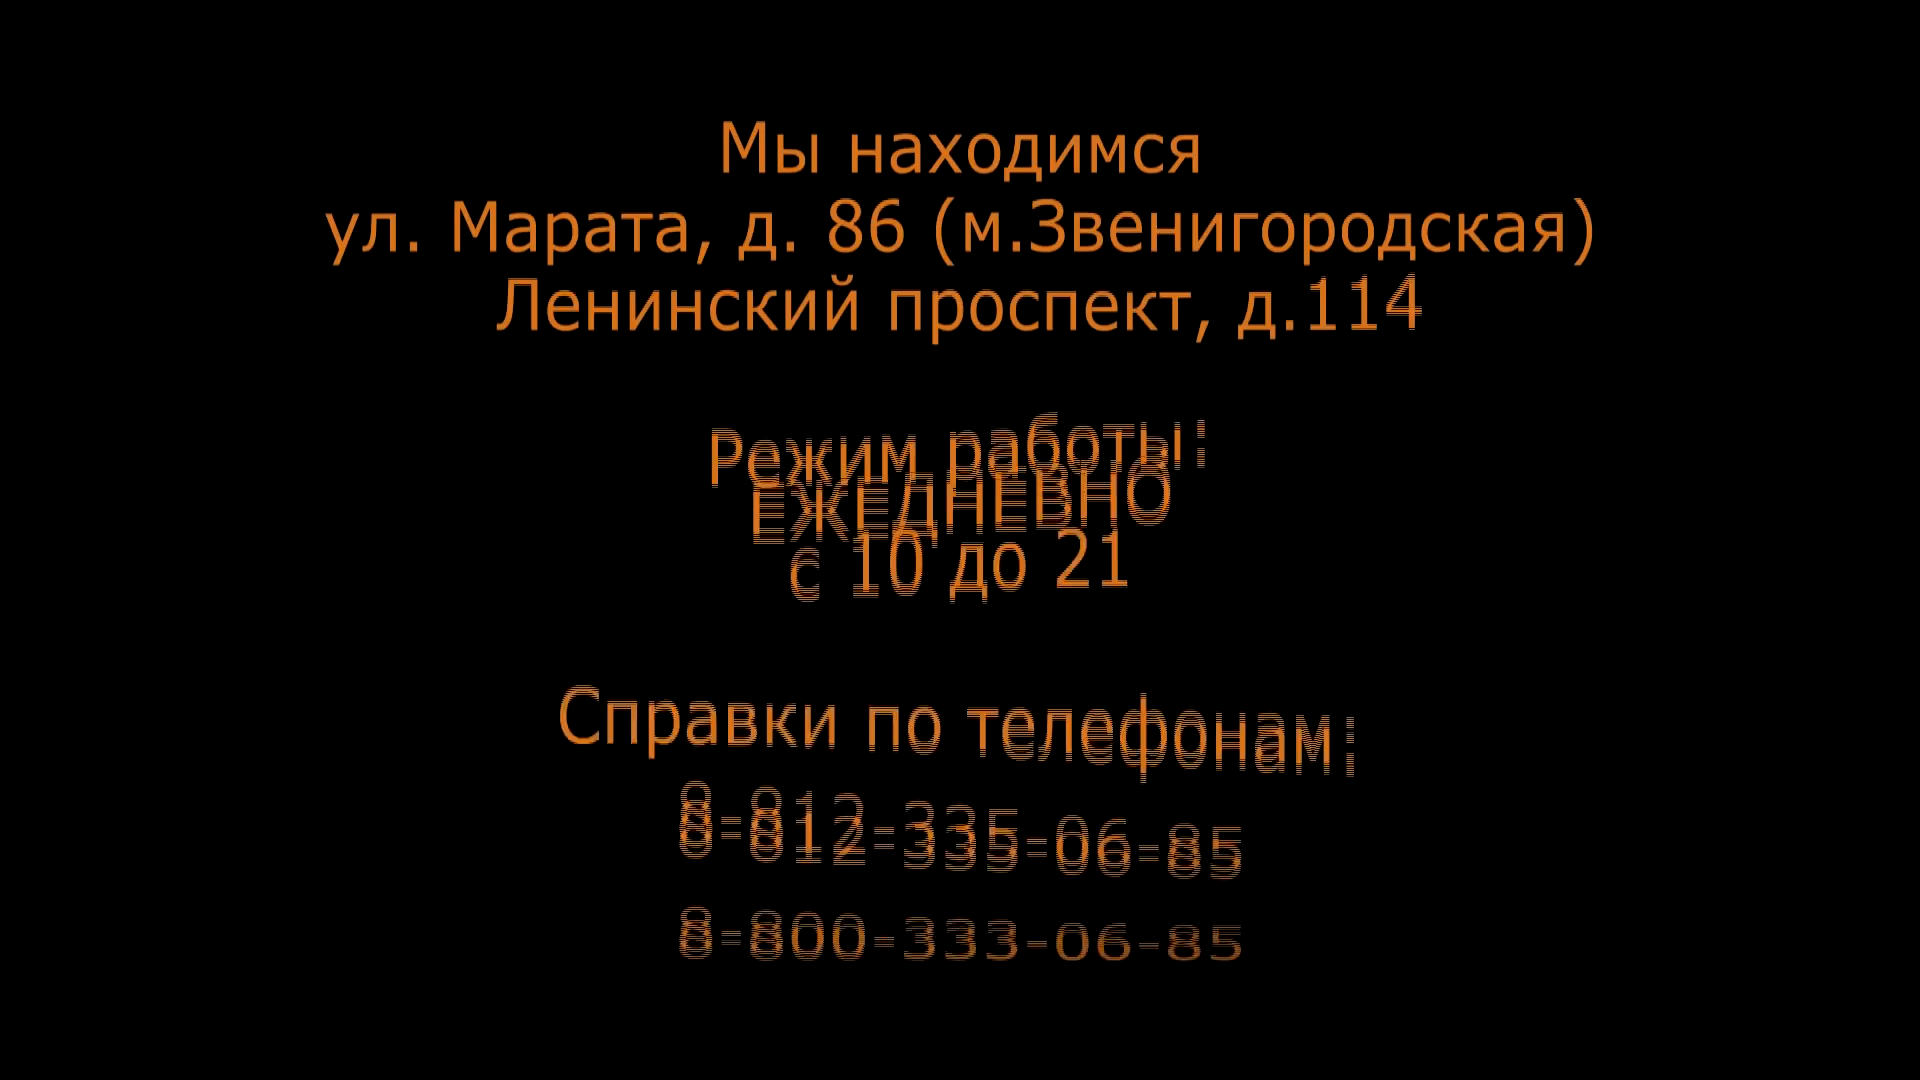 Мы находимся
ул. Марата, д. 86 (м.Звенигородская)
Ленинский проспект, д.114
Режим работы:
ЕЖЕДНЕВНО
с 10 до 21
Справки по телефонам:
8-812-335-06-85
8-800-333-06-85